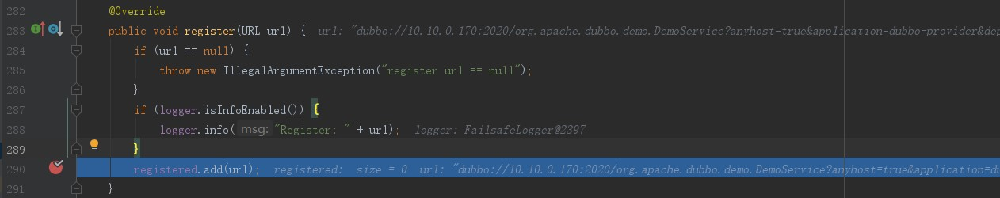 282 @Override
283 public void register(URL url) { url: "dubbo://10.10.0.170:2020/org.apache.dubbo.demo.DemoService?anyhost=true&application=dubbo-provider&dep
284 if (url == null) {
285 throw new IllegalArgumentException("register url == null");
286 }
287 if (logger.isInfoEnabled()) {
288 logger.info( msg: "Register: " + url); logger: FailsafeLogger@2397
289 }
290 registered.add(url); registered: size = 0 url: "dubbo://10.10.0.170:2020/org.apache.dubbo.demo.DemoService?anyhost=true&application=du
291 }